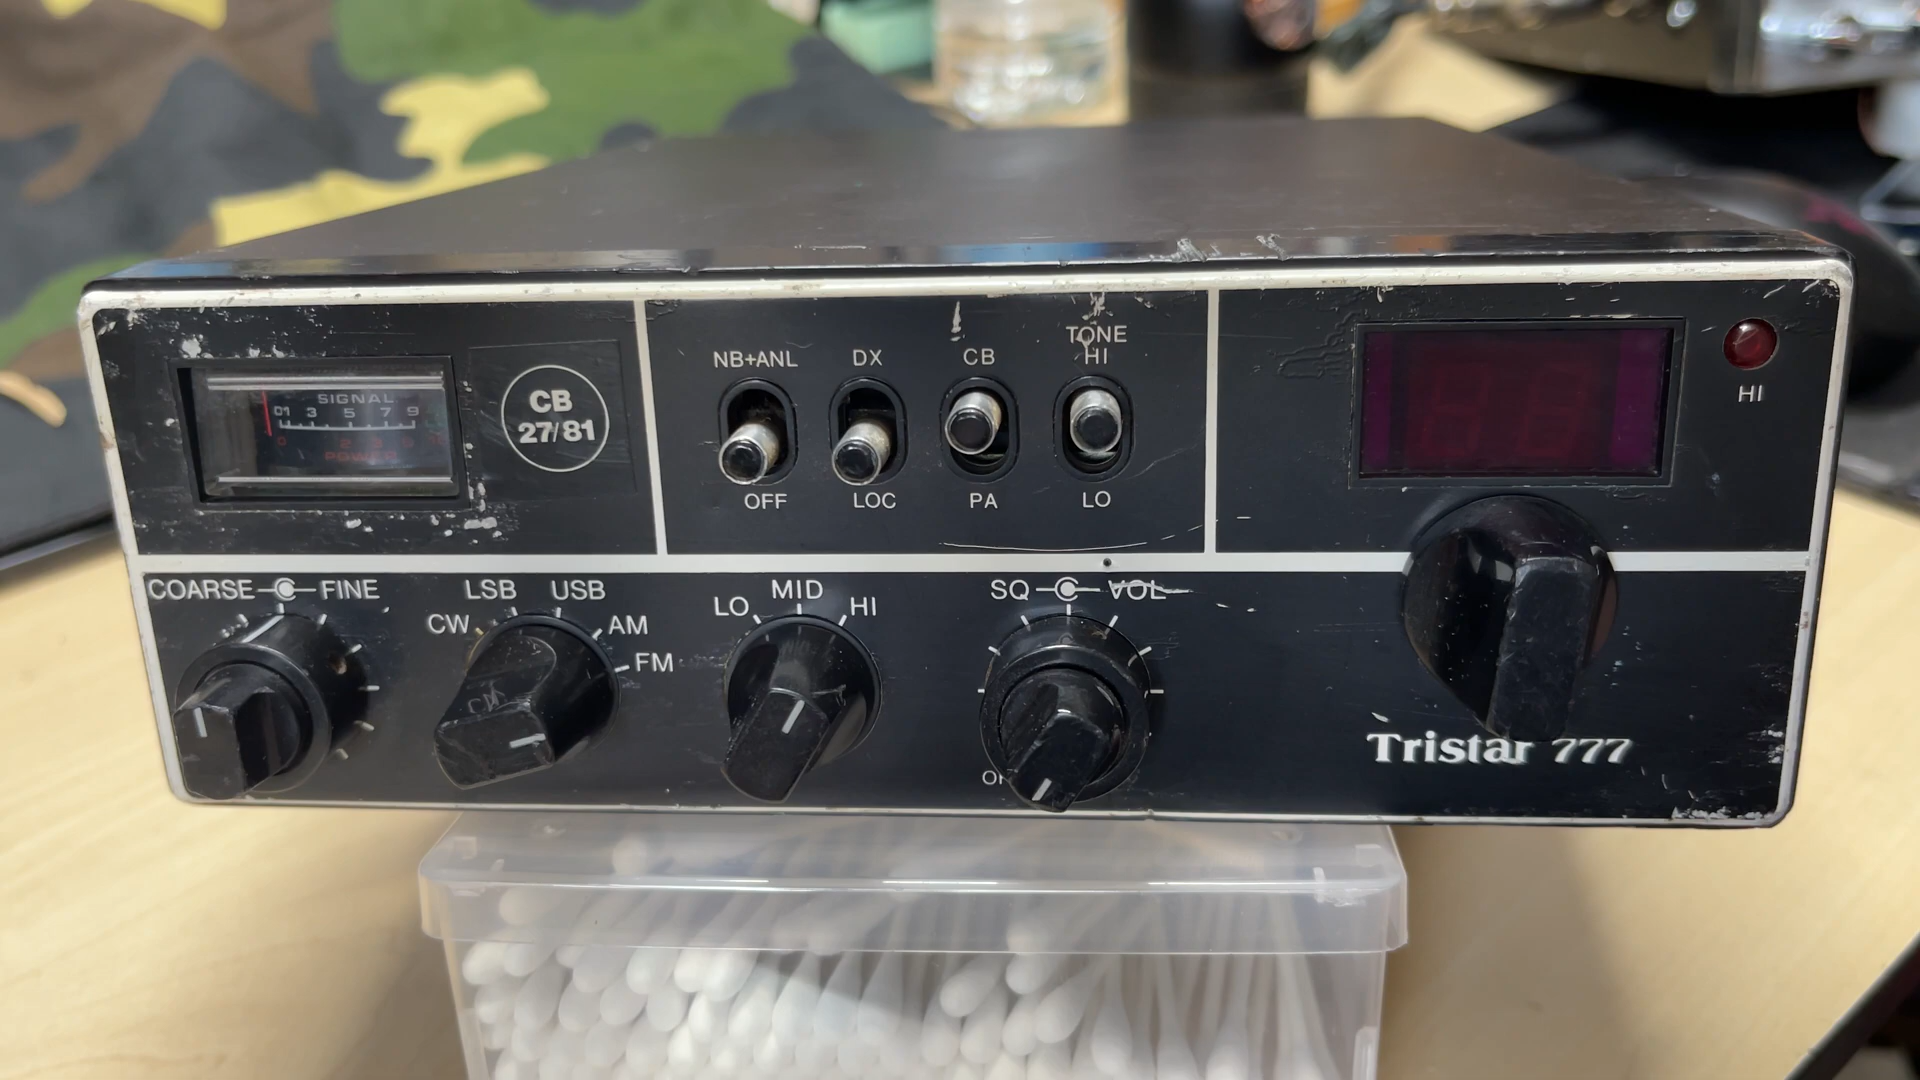 SIGNAL
01 3 5 7 9
POWER
CB
27/81
NB+ANL
OFF
DX
LOC
CB
PA
TONE
HI
LO
HI
COARSE FINE
CW LSB USB AM FM
LO MID HI
SQ VOL
Tristar 777